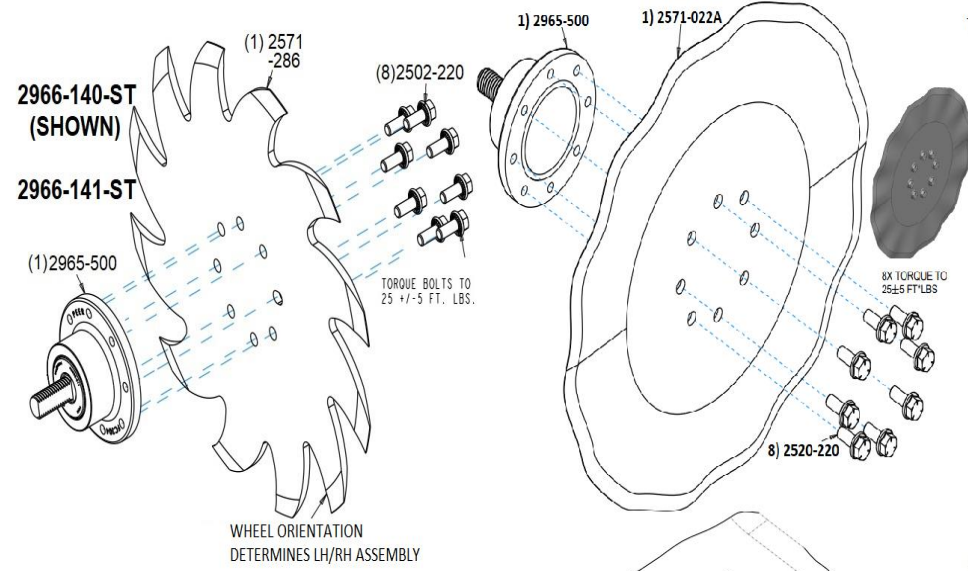 (1) 2571
-286
2966-140-ST
(SHOWN)
2966-141-ST
(8)2502-220
(1)2965-500
PEER
TORQUE BOLTS TO
25 +/-5 FT. LBS.
WHEEL ORIENTATION
DETERMINES LH/RH ASSEMBLY
1) 2965-500
1) 2571-022A
8X TORQUE TO
25±5 FT*LBS
8) 2520-220